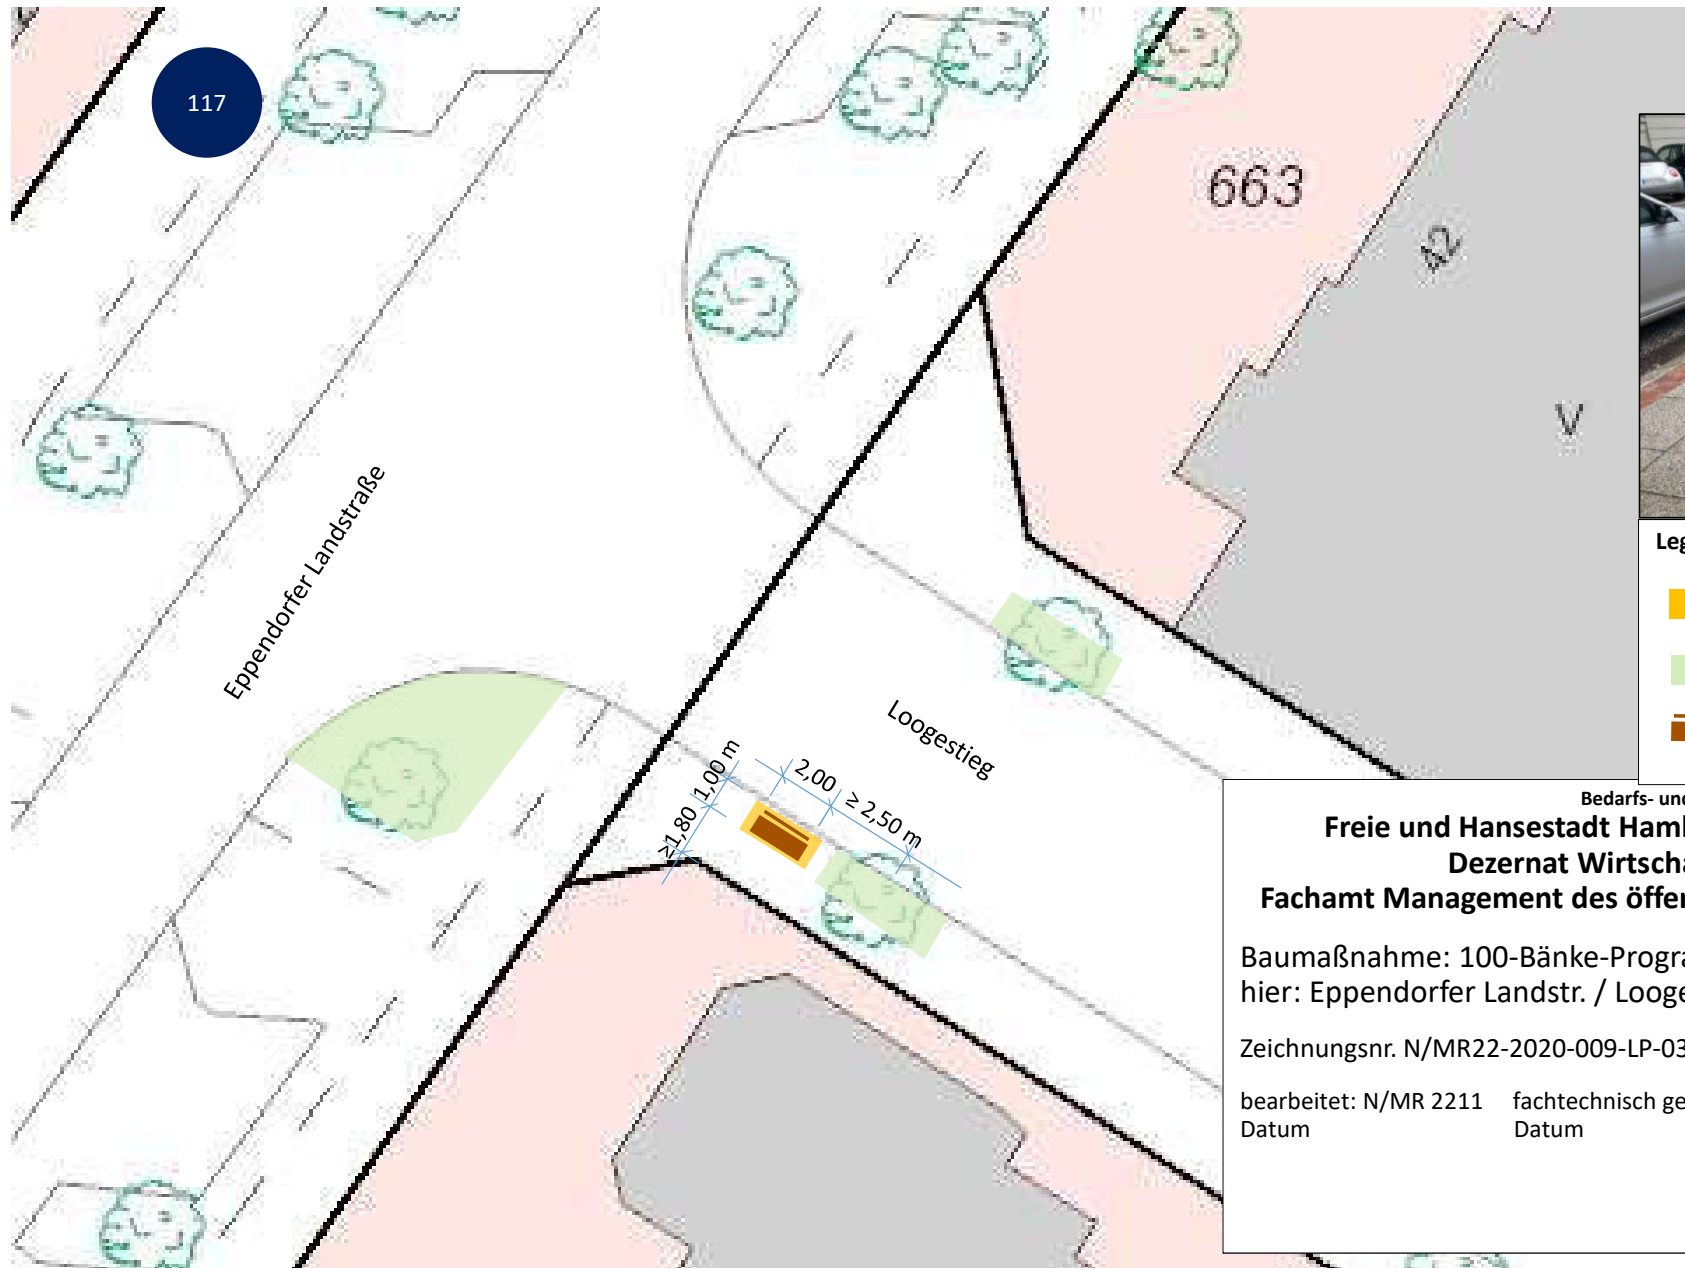 117
663
42
V
Eppendorfer Landstraße
Loogestieg
1,00 m
2,00
≥ 2,50 m
≥1,80
Leg
Bedarfs- und
Freie und Hansestadt Haml
Dezernat Wirtscha
Fachamt Management des öffen
Baumaßnahme: 100-Bänke-Progra
hier: Eppendorfer Landstr. / Looge
Zeichnungsnr. N/MR22-2020-009-LP-03
bearbeitet: N/MR 2211 fachtechnisch ge
Datum Datum